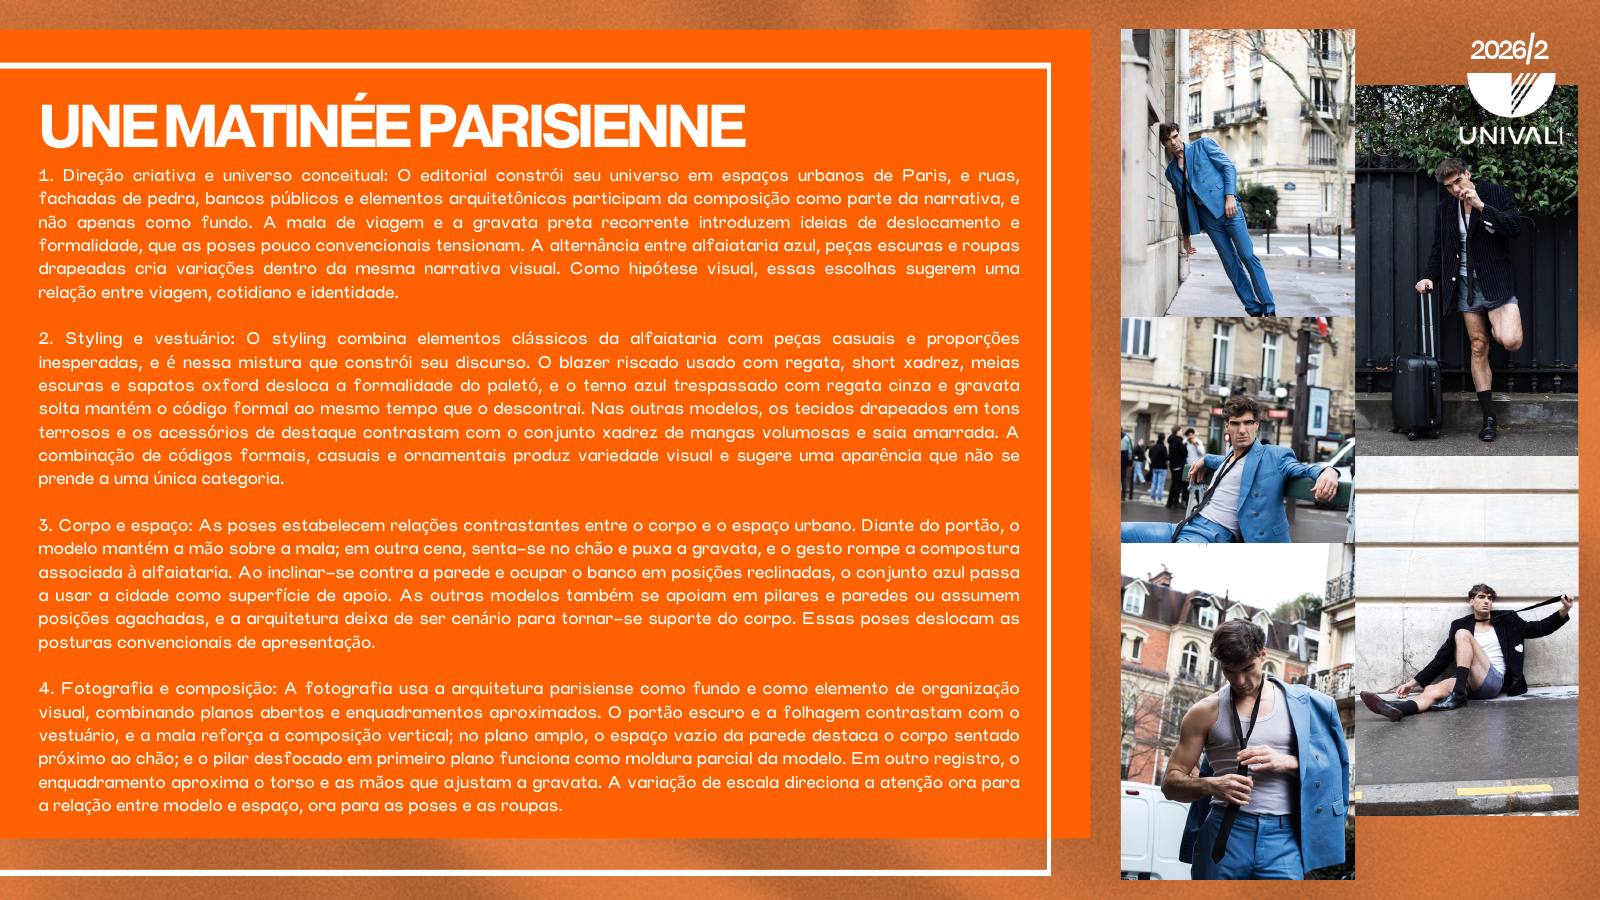 UNE MATINÉE PARISIENNE
1. Direção criativa e universo conceitual: O editorial constrói seu universo em espaços urbanos de Paris, e ruas,
fachadas de pedra, bancos públicos e elementos arquitetônicos participam da composição como parte da narrativa, e
não apenas como fundo. A mala de viagem e a gravata preta recorrente introduzem ideias de deslocamento e
formalidade, que as poses pouco convencionais tensionam. A alternância entre alfaiataria azul, peças escuras e roupas
drapeadas cria variações dentro da mesma narrativa visual. Como hipótese visual, essas escolhas sugerem uma
relação entre viagem, cotidiano e identidade.
2. Styling e vestuário: O styling combina elementos clássicos da alfaiataria com peças casuais e proporções
inesperadas, e é nessa mistura que constrói seu discurso. O blazer riscado usado com regata, short xadrez, meias
escuras e sapatos oxford desloca a formalidade do paletó, e o terno azul trespassado com regata cinza e gravata
solta mantém o código formal ao mesmo tempo que o descontrai. Nas outras modelos, os tecidos drapeados em tons
terrosos e os acessórios de destaque contrastam com o conjunto xadrez de mangas volumosas e saia amarrada. A
combinação de códigos formais, casuais e ornamentais produz variedade visual e sugere uma aparência que não se
prende a uma única categoria.
3. Corpo e espaço: As poses estabelecem relações contrastantes entre o corpo e o espaço urbano. Diante do portão, o
modelo mantém a mão sobre a mala; em outra cena, senta-se no chão e puxa a gravata, e o gesto rompe a compostura
associada à alfaiataria. Ao inclinar-se contra a parede e ocupar o banco em posições reclinadas, o conjunto azul passa
a usar a cidade como superfície de apoio. As outras modelos também se apoiam em pilares e paredes ou assumem
posições agachadas, e a arquitetura deixa de ser cenário para tornar-se suporte do corpo. Essas poses deslocam as
posturas convencionais de apresentação.
4. Fotografia e composição: A fotografia usa a arquitetura parisiense como fundo e como elemento de organização
visual, combinando planos abertos e enquadramentos aproximados. O portão escuro e a folhagem contrastam com o
vestuário, e a mala reforça a composição vertical; no plano amplo, o espaço vazio da parede destaca o corpo sentado
próximo ao chão; e o pilar desfocado em primeiro plano funciona como moldura parcial da modelo. Em outro registro, o
enquadramento aproxima o torso e as mãos que ajustam a gravata. A variação de escala direciona a atenção ora para
a relação entre modelo e espaço, ora para as poses e as roupas.
2026/2
UNIVALI